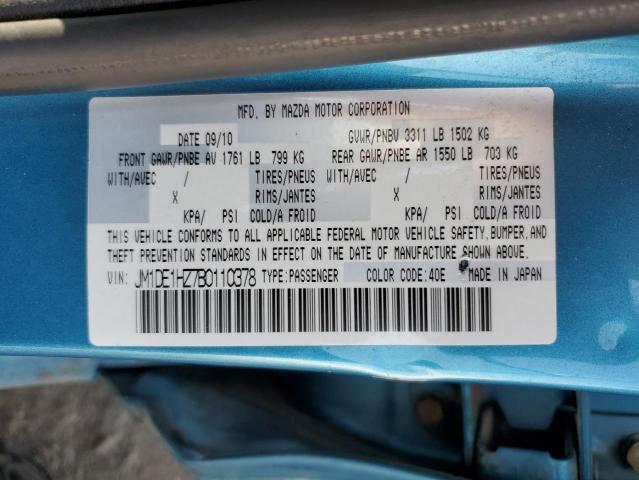 MFD. BY MAZDA MOTOR CORPORATION
DATE 09/10 GVWR/PNBV 3311 LB 1502 KG
FRONT GAWR/PNBE AV 1761 LB 799 KG REAR GAWR/PNBE AR 1550 LB 703 KG
WITH/AVEC / TIRES/PNEUS WITH/AVEC / TIRES/PNEUS
X RIMS/JANTES X RIMS/JANTES
KPA/ PSI COLD/A FROID KPA/ PSI COLD/A FROID
THIS VEHICLE CONFORMS TO ALL APPLICABLE FEDERAL MOTOR VEHICLE SAFETY, BUMPER, AND
THEFT PREVENTION STANDARDS IN EFFECT ON THE DATE OF MANUFACTURE SHOWN ABOVE.
VIN: JM1DE1HZ7B0110378 TYPE:PASSENGER COLOR CODE:40E MADE IN JAPAN